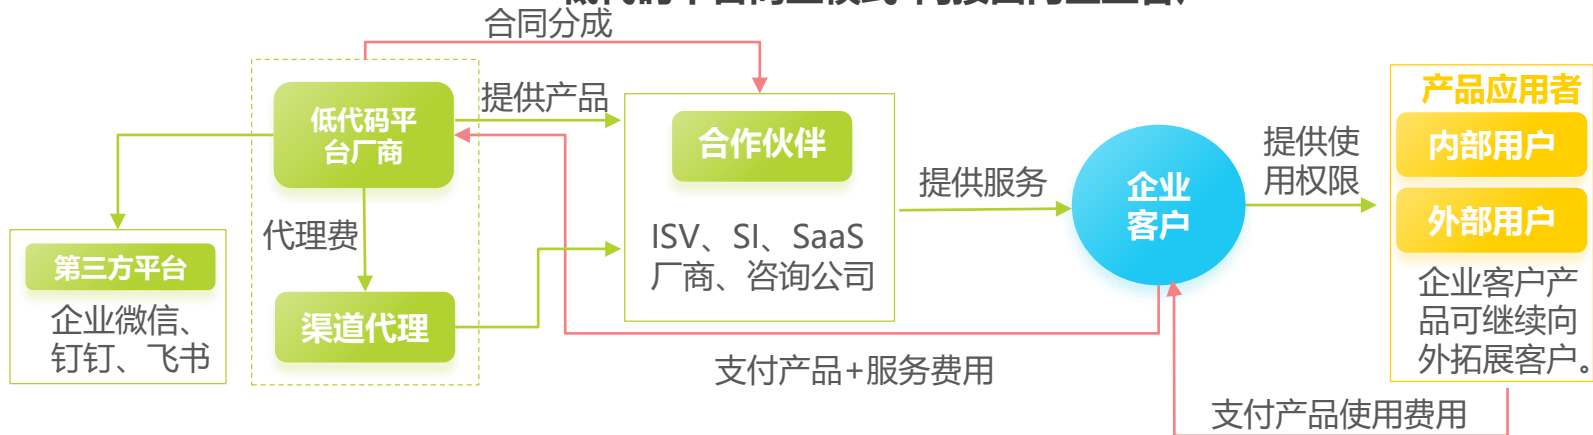 合同分成
提供产品
低代码平
台厂商
代理费
渠道代理
第三方平台
企业微信、
钉钉、飞书
合作伙伴
ISV、SI、SaaS
厂商、咨询公司
提供服务
企业
客户
支付产品+服务费用
提供使
用权限
产品应用者
内部用户
外部用户
企业客户产
品可继续向
外拓展客户。
支付产品使用费用